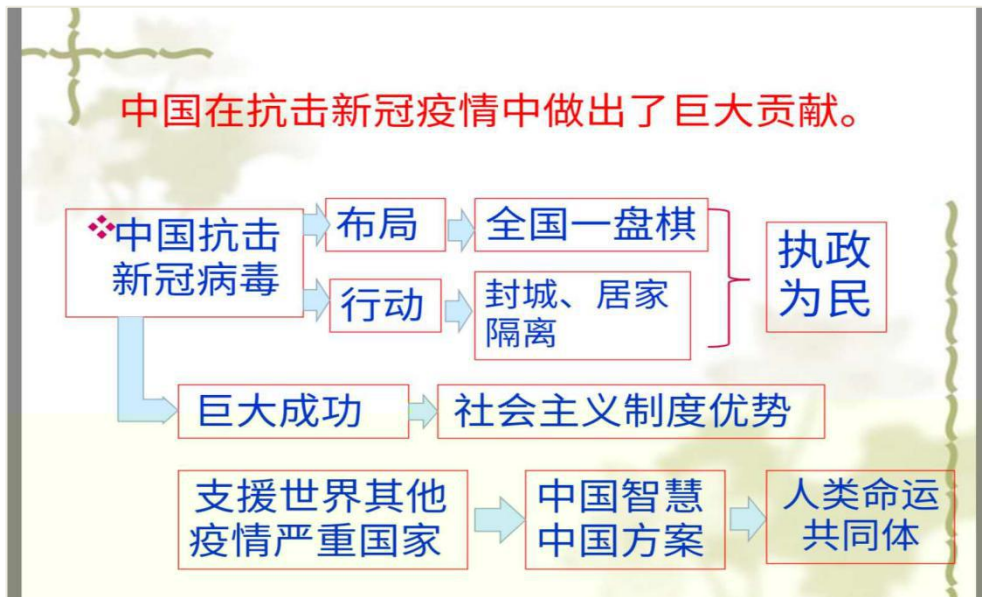 中国在抗击新冠疫情中做出了巨大贡献。
中国抗击
新冠病毒
布局
全国一盘棋
行动
封城、居家
隔离
执政
为民
巨大成功
社会主义制度优势
支援世界其他
疫情严重国家
中国智慧
中国方案
人类命运
共同体